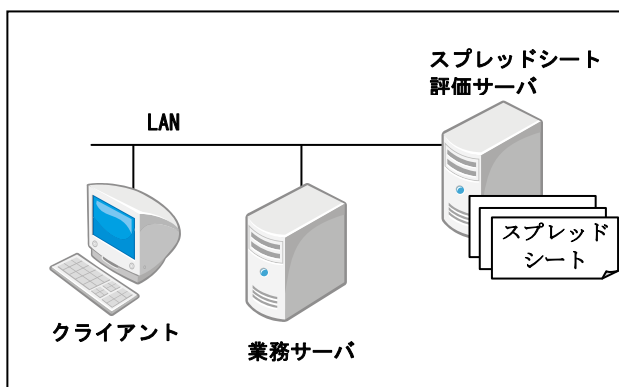 スプレッドシート
評価サーバ
LAN
スプレッド
シート
クライアント
業務サーバ